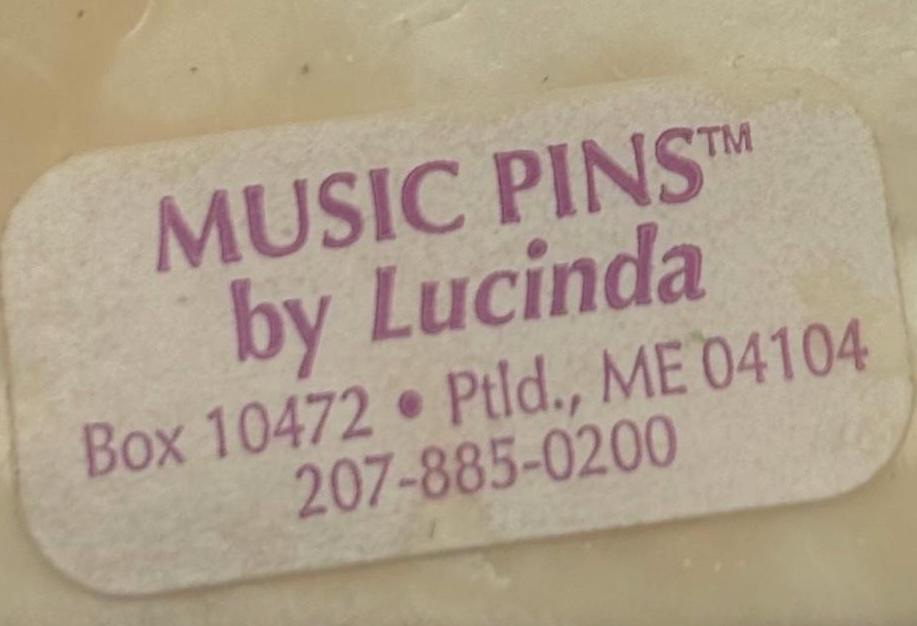 MUSIC PINS™
by Lucinda
Box 10472 • Ptld., ME 04104
207-885-0200